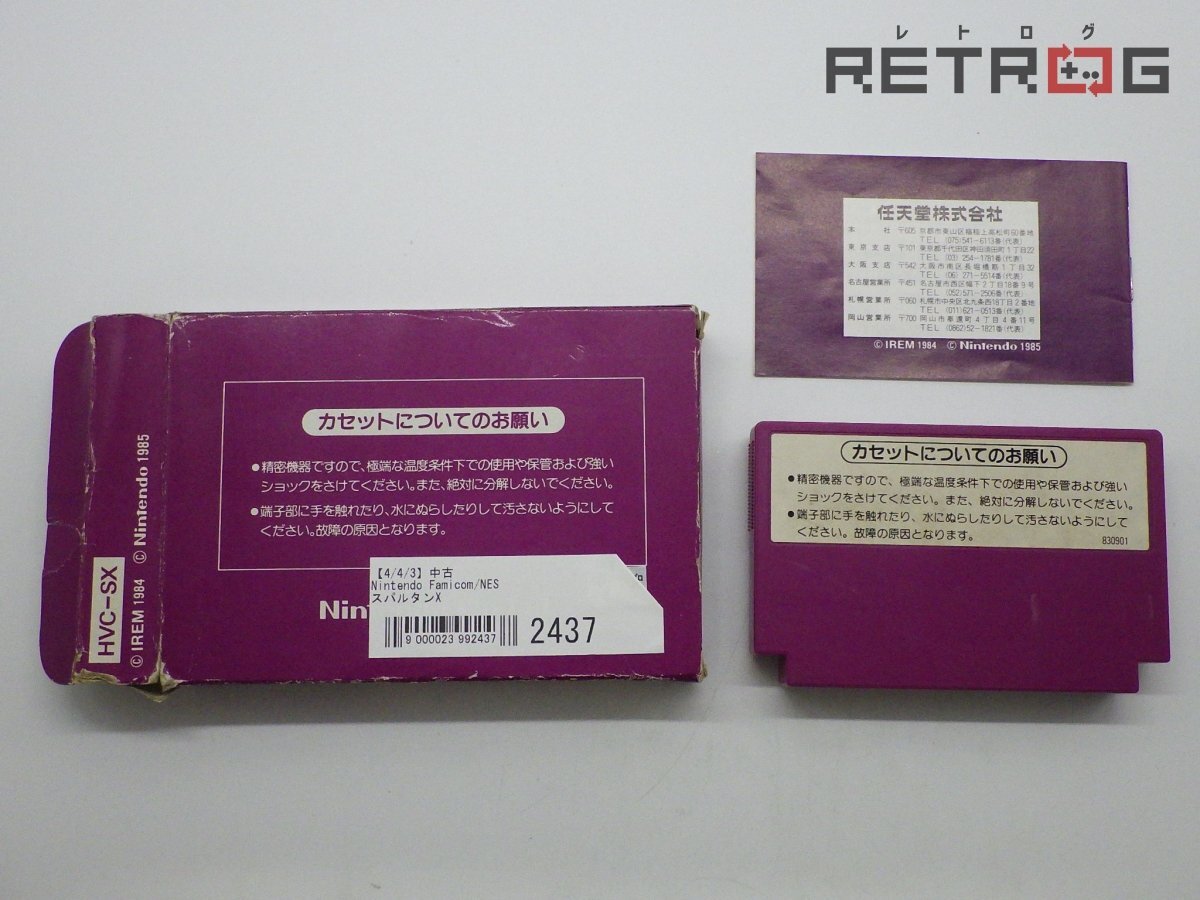 レトログ
RETROG
任天堂株式会社
本社 〒605 京都市東山区福稲上高松町60番地
TEL (075)541-6113番(代表)
東京支店 〒101 東京都千代田区神田須田町1丁目22
TEL (03) 254-1781番(代表)
大阪支店 〒542 大阪市南区長堀橋筋1丁目32
TEL (06) 271-5514番(代表)
名古屋営業所 〒451 名古屋市西区幅下2丁目18番9号
TEL (052)571-2506番(代表)
札幌営業所 〒060 札幌市中央区北九条西18丁目2番地
TEL (011)621-0513番(代表)
岡山営業所 〒700 岡山市奉還町4丁目4番11号
TEL (0862)52-1821番(代表)
© IREM 1984 © Nintendo 1985
カセットについてのお願い
●精密機器ですので、極端な温度条件下での使用や保管および強い
ショックをさけてください。また、絶対に分解しないでください。
●端子部に手を触れたり、水にぬらしたりして汚さないようにして
ください。故障の原因となります。
Nin
【4/4/3】中古
Nintendo Famicom/NES
スパルタンX
9 000023 992437
2437
HVC-SX
© IREM 1984 © Nintendo 1985
カセットについてのお願い
●精密機器ですので、極端な温度条件下での使用や保管および強い
ショックをさけてください。また、絶対に分解しないでください。
●端子部に手を触れたり、水にぬらしたりして汚さないようにして
ください。故障の原因となります。
830901